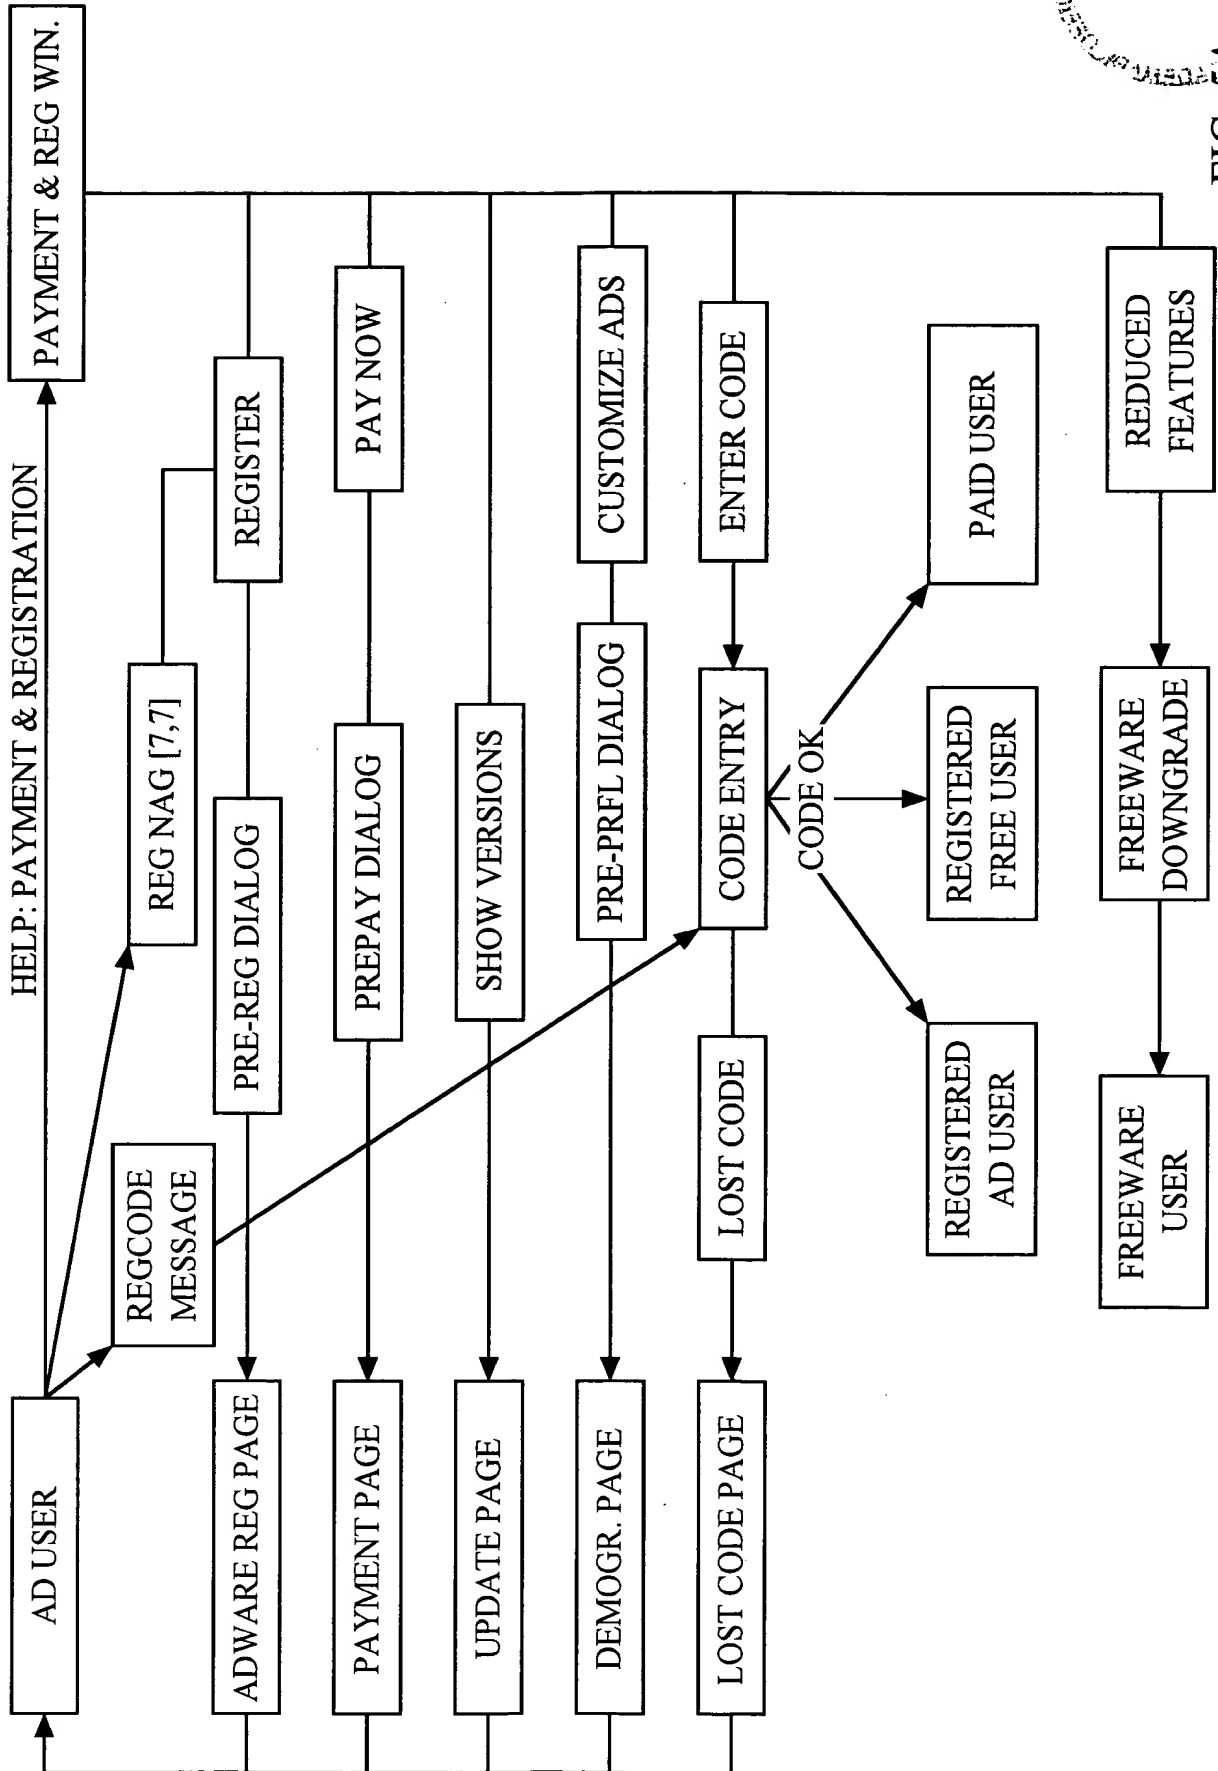 AD USER
HELP: PAYMENT & REGISTRATION
PAYMENT & REG WIN.
REGCODE
MESSAGE
REG NAG [7,7]
ADWARE REG PAGE
PRE-REG DIALOG
REGISTER
PAYMENT PAGE
PREPAY DIALOG
PAY NOW
UPDATE PAGE
SHOW VERSIONS
DEMOGR. PAGE
PRE-PRFL DIALOG
CUSTOMIZE ADS
LOST CODE PAGE
LOST CODE
CODE ENTRY
ENTER CODE
CODE OK
REGISTERED
AD USER
REGISTERED
FREE USER
PAID USER
FREEWARE
USER
FREEWARE
DOWNGRADE
REDUCED
FEATURES